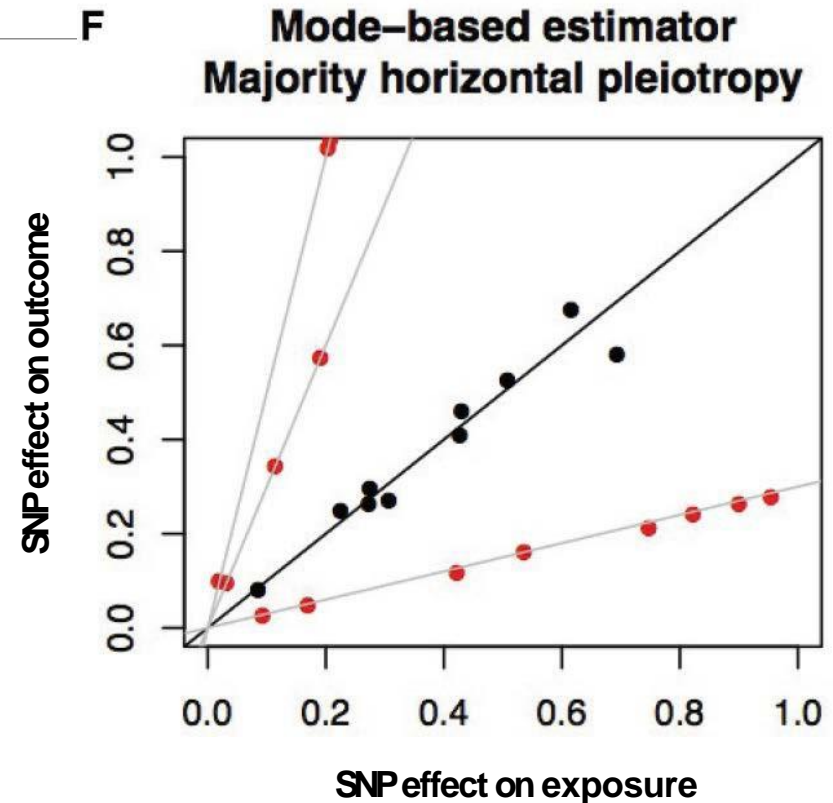 F
Mode–based estimator
Majority horizontal pleiotropy
SNP effect on outcome
1.0
0.8
0.6
0.4
0.2
0.0
0.0 0.2 0.4 0.6 0.8 1.0
SNP effect on exposure